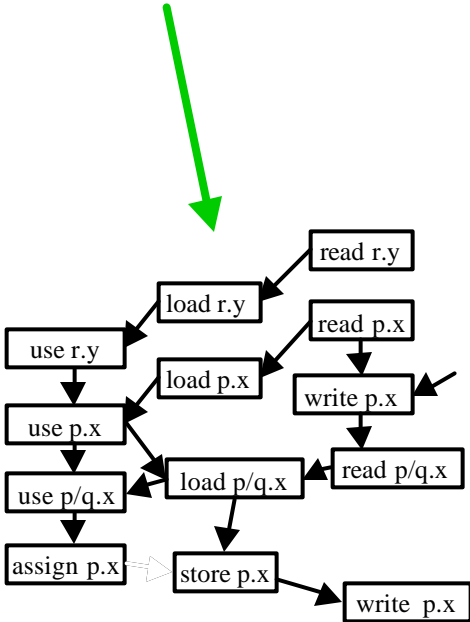 read r.y
load r.y
read p.x
use r.y
load p.x
write p.x
use p.x
read p/q.x
load p/q.x
use p/q.x
assign p.x
store p.x
write p.x